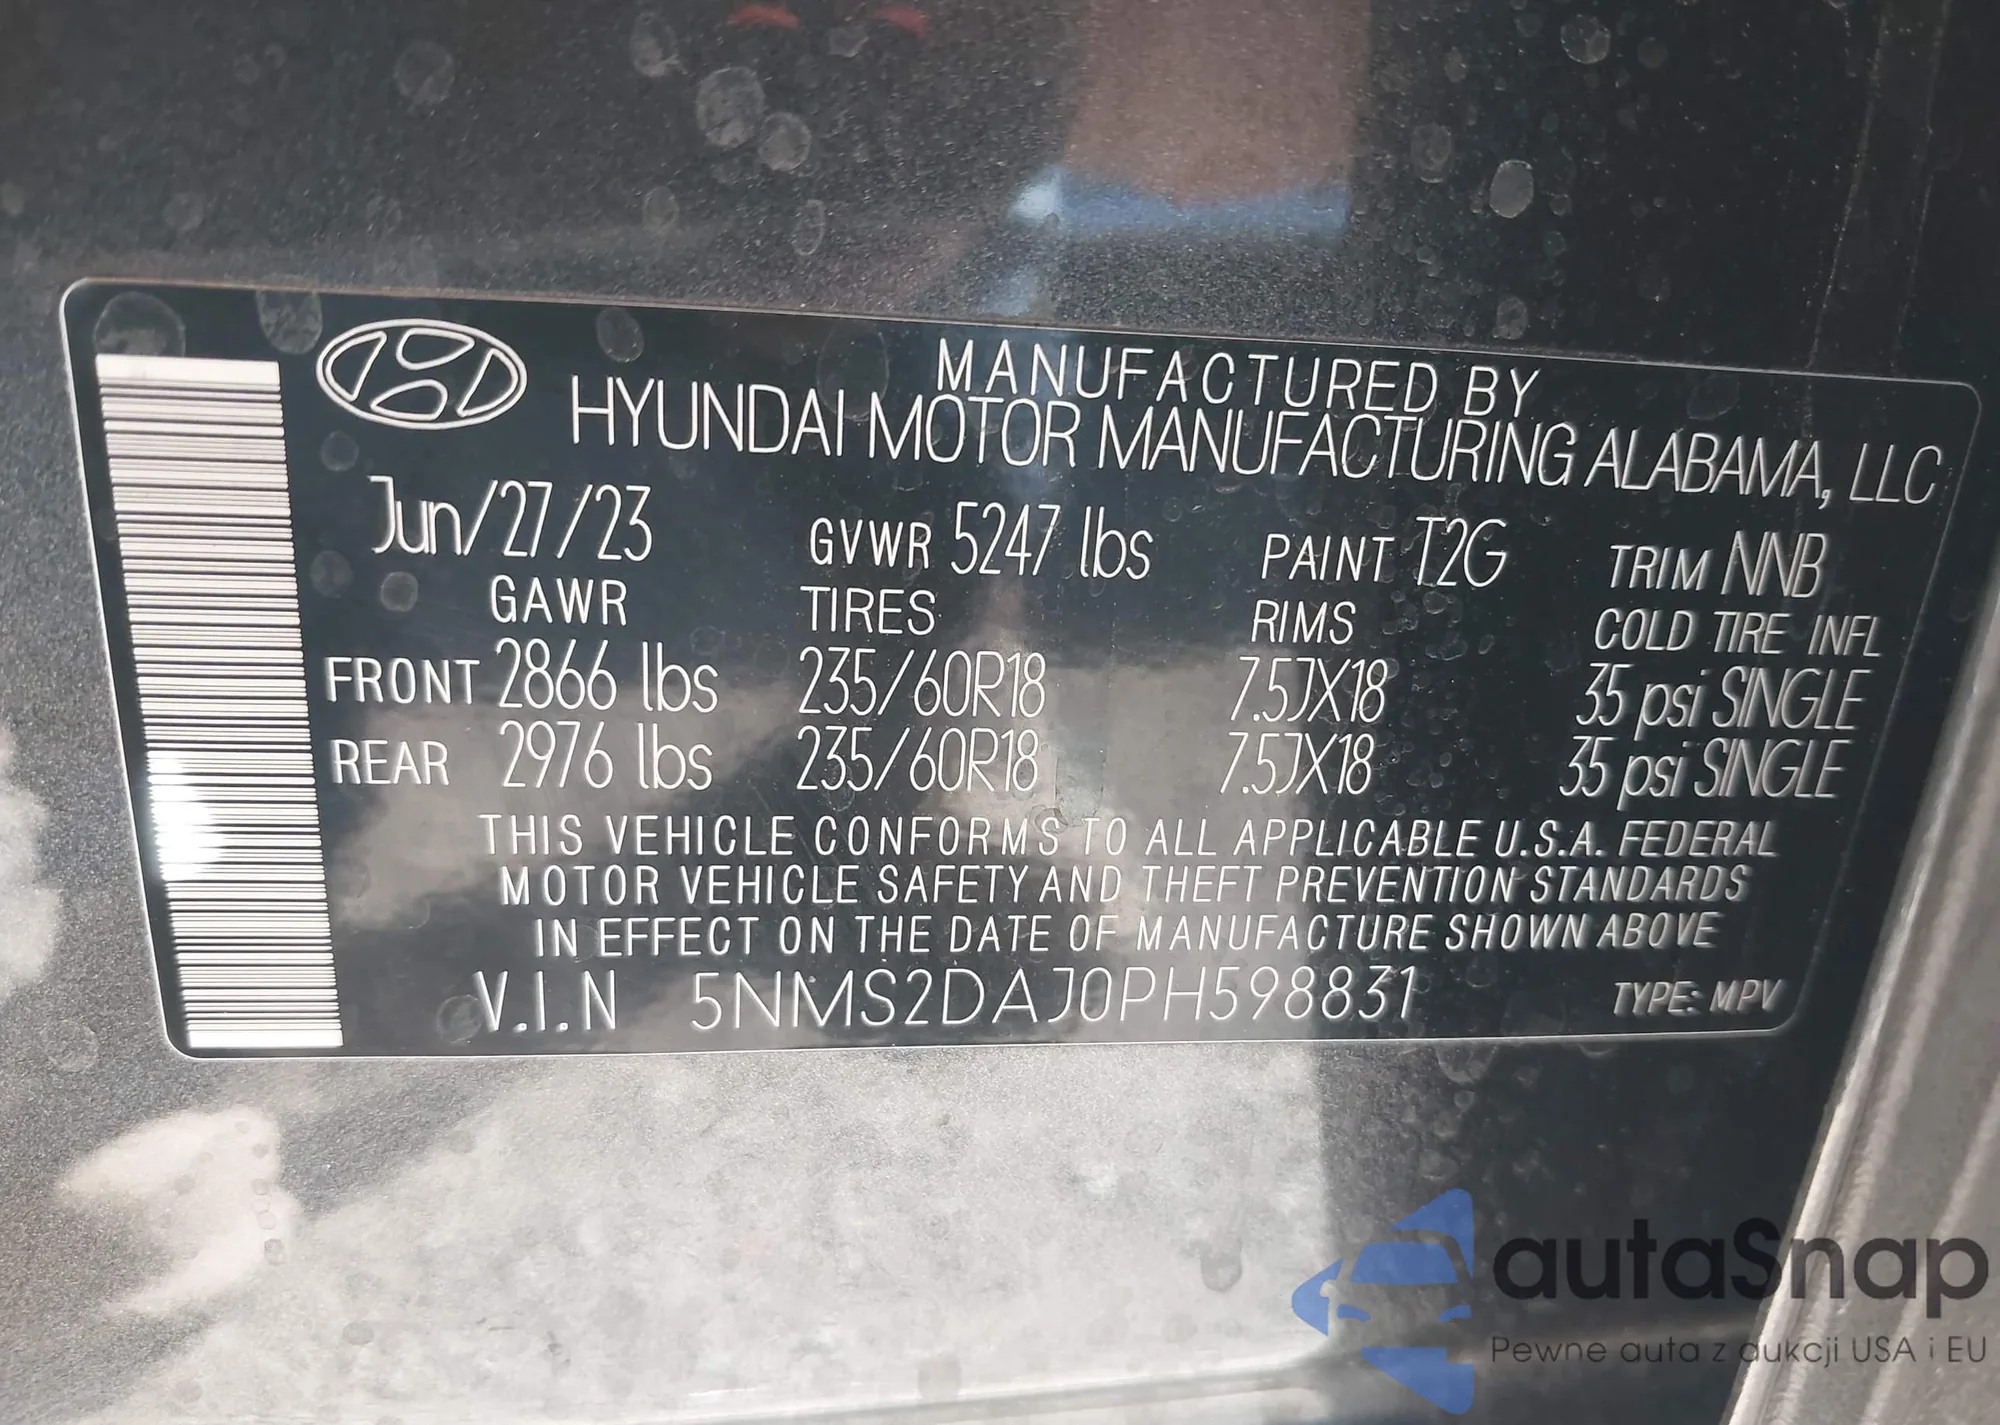 MANUFACTURED BY
HYUNDAI MOTOR MANUFACTURING ALABAMA, LLC
Jun/27/23 GVWR 5247 lbs PAINT T2G TRIM NNB
GAWR TIRES RIMS COLD TIRE INFL
FRONT 2866 lbs 235/60R18 7.5JX18 35 psi SINGLE
REAR 2976 lbs 235/60R18 7.5JX18 35 psi SINGLE
THIS VEHICLE CONFORMS TO ALL APPLICABLE U.S.A. FEDERAL
MOTOR VEHICLE SAFETY AND THEFT PREVENTION STANDARDS
IN EFFECT ON THE DATE OF MANUFACTURE SHOWN ABOVE
V.I.N 5NMS2DAJ0PH598831 TYPE: MPV
autaSnap
Pewne auta z aukcji USA i EU